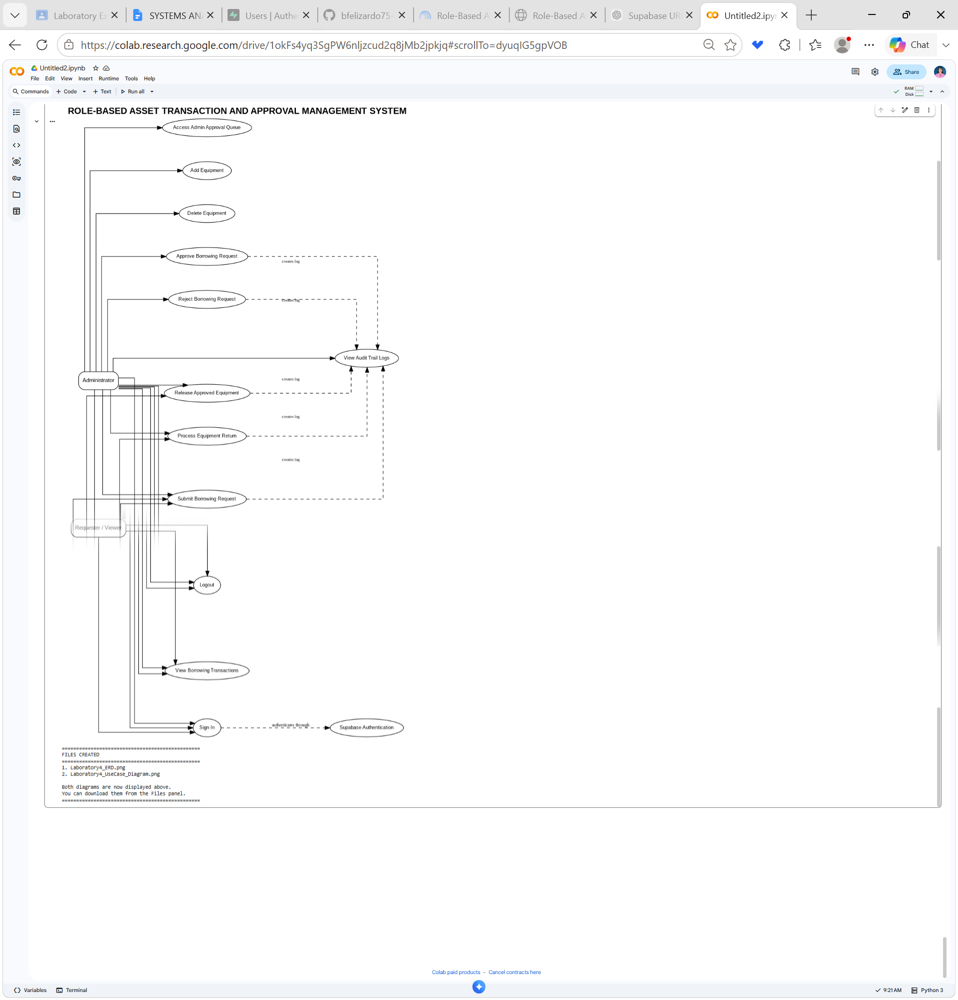 Laboratory Ex
SYSTEMS ANA
Users | Authe
bfelizardo75-
Role-Based A
Role-Based A
Supabase URL
Untitled2.ipyn
https://colab.research.google.com/drive/1okFs4yq3SgPW6nljzcud2q8jMb2jpkjq#scrollTo=dyuqIG5gpVOB
Chat
Untitled2.ipynb
File Edit View Insert Runtime Tools Help
Share
Commands + Code + Text Run all
RAM
Disk
ROLE-BASED ASSET TRANSACTION AND APPROVAL MANAGEMENT SYSTEM
Access Admin Approval Queue
Add Equipment
Delete Equipment
Approve Borrowing Request
creates log
Reject Borrowing Request
creates log
View Audit Trail Logs
Administrator
creates log
Release Approved Equipment
creates log
Process Equipment Return
creates log
Submit Borrowing Request
Requester / Viewer
Logout
View Borrowing Transactions
Sign In
authenticates through
Supabase Authentication
================================================
FILES CREATED
================================================
1. Laboratory4_ERD.png
2. Laboratory4_UseCase_Diagram.png
Both diagrams are now displayed above.
You can download them from the Files panel.
================================================
Colab paid products - Cancel contracts here
Variables Terminal
9:21 AM Python 3